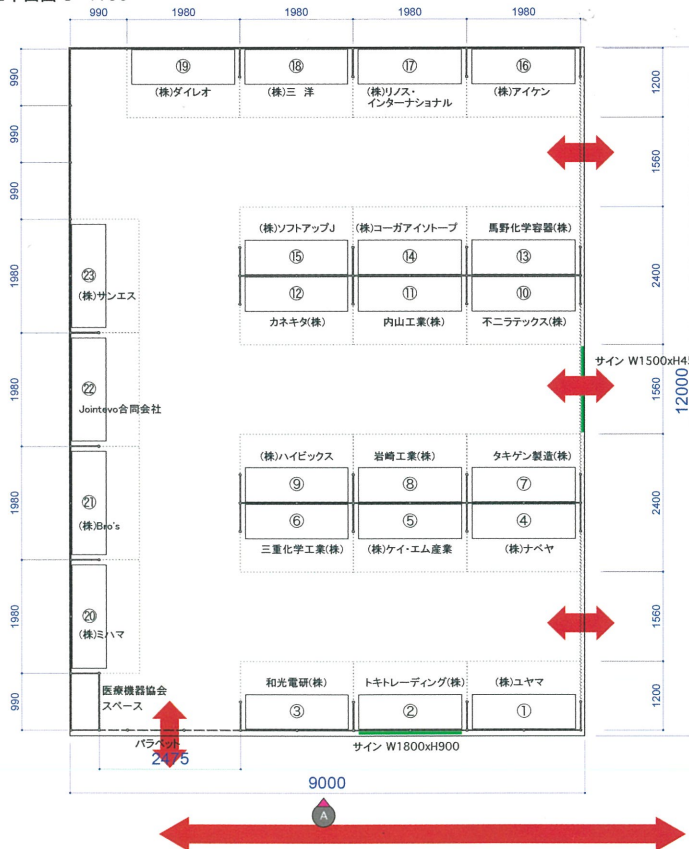 990
1980
1980
1980
1980
⑲
⑱
⑰
⑯
(株)ダイレオ
(株)三 洋
(株)リノス・
インターナショナル
(株)アイケン
990
990
990
1980
1980
1980
1980
990
1200
1560
2400
1560
2400
1560
1200
12000
(株)ソフトアップJ
(株)コーガアイソトープ
馬野化学容器(株)
⑮
⑭
⑬
⑫
⑪
⑩
カネキタ(株)
内山工業(株)
不二ラテックス(株)
㉓
(株)サンエス
㉒
Jointevo合同会社
㉑
(株)Bro's
⑳
(株)ミハマ
サイン W1500xH45
(株)ハイビックス
岩崎工業(株)
タキゲン製造(株)
⑨
⑧
⑦
⑥
⑤
④
三重化学工業(株)
(株)ケイ・エム産業
(株)ナベヤ
医療機器協会
スペース
和光電研(株)
トキトレーディング(株)
(株)ユヤマ
③
②
①
パラペット
サイン W1800xH900
2475
9000
A